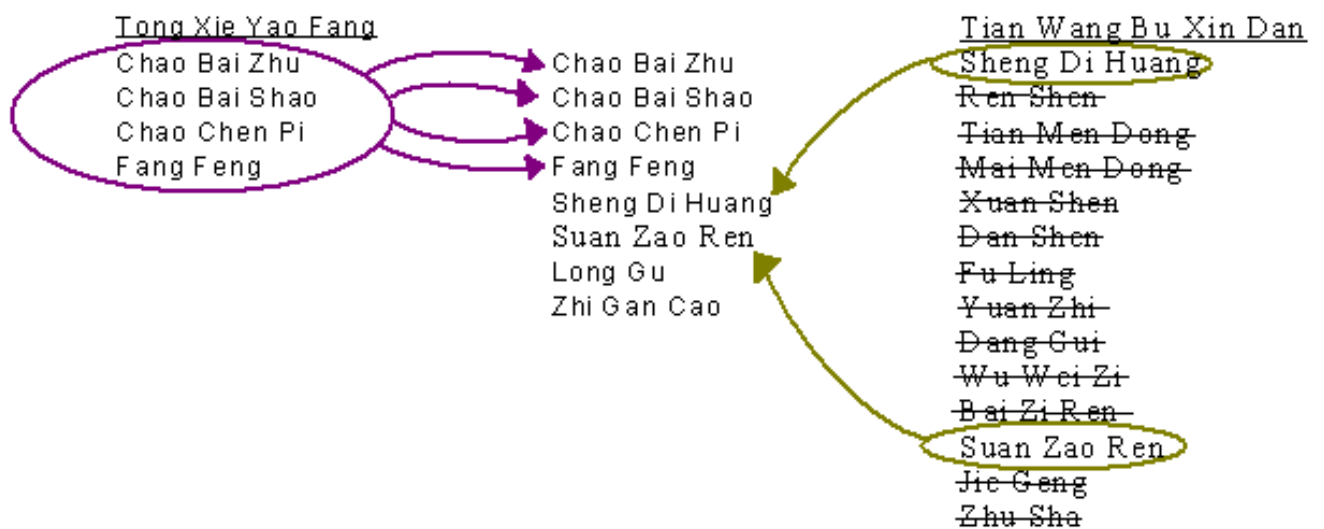 Tong Xie Yao Fang
Chao Bai Zhu
Chao Bai Shao
Chao Chen Pi
Fang Feng
Chao Bai Zhu
Chao Bai Shao
Chao Chen Pi
Fang Feng
Sheng Di Huang
Suan Zao Ren
Long Gu
Zhi Gan Cao
Tian Wang Bu Xin Dan
Sheng Di Huang
Ren Shen
Tian Men Dong
Mai Men Dong
Xuan Shen
Dan Shen
Fu Ling
Yuan Zhi
Dang Gui
Wu Wei Zi
Bai Zi Ren
Suan Zao Ren
Jie Geng
Zhu Sha